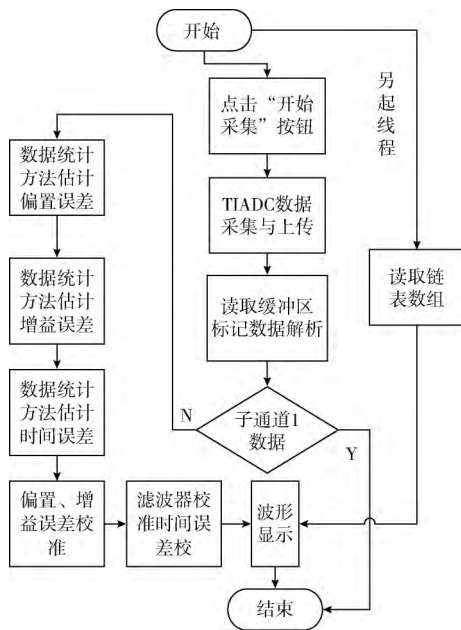 开始
点击“开始
采集”按钮
另起线程
数据统计
方法估计
偏置误差
TIADC数据
采集与上传
读取链
表数组
数据统计
方法估计
增益误差
读取缓冲区
标记数据解析
数据统计
方法估计
时间误差
N
子通道1
数据
Y
偏置、增
益误差校
准
滤波器校
准时间误
差校
波形
显示
结束